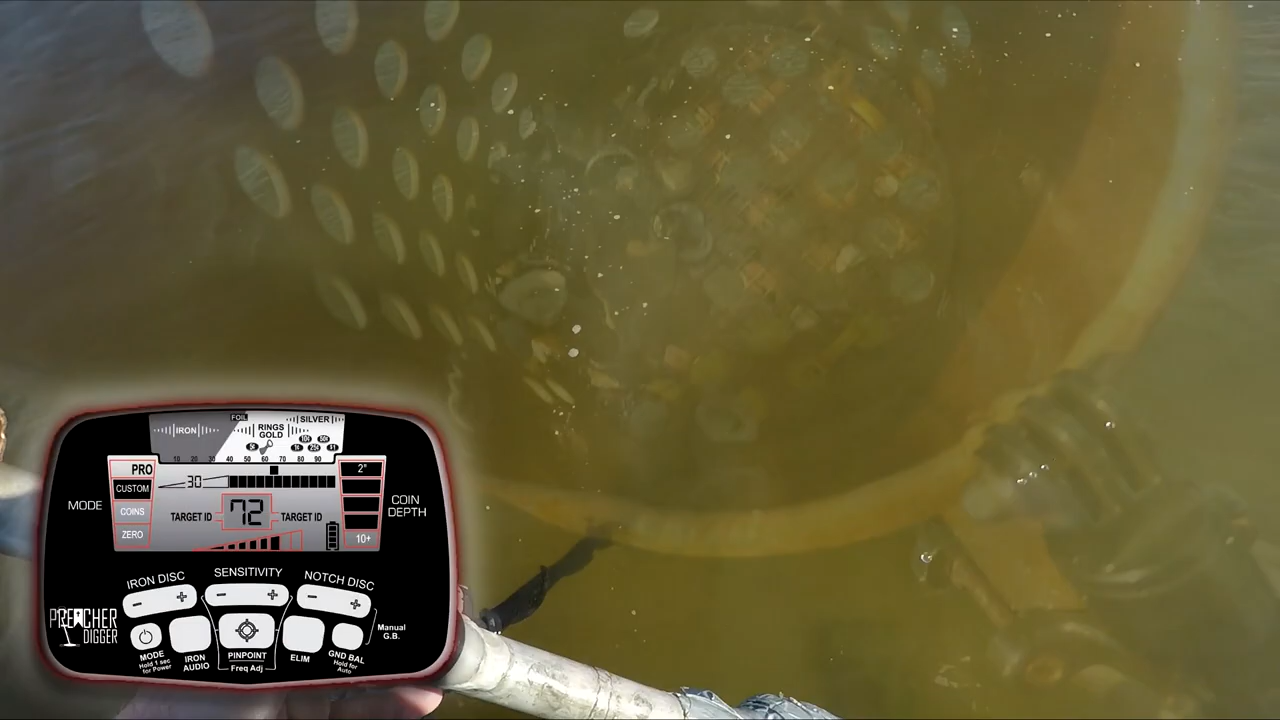 FOIL
SILVER
IRON
RINGS
GOLD
5¢ 10¢ 50¢
1¢ 25¢ $1
10 20 30 40 50 60 70 80 90
PRO
CUSTOM
COINS
ZERO
MODE
30
TARGET ID 72 TARGET ID
2"
10+
COIN
DEPTH
IRON DISC
SENSITIVITY
NOTCH DISC
- +
- +
- +
PREACHER
DIGGER
MODE
Hold 1 sec
for Power
IRON
AUDIO
PINPOINT
Freq Adj
ELIM
GND BAL
Hold for
Auto
Manual
G.B.